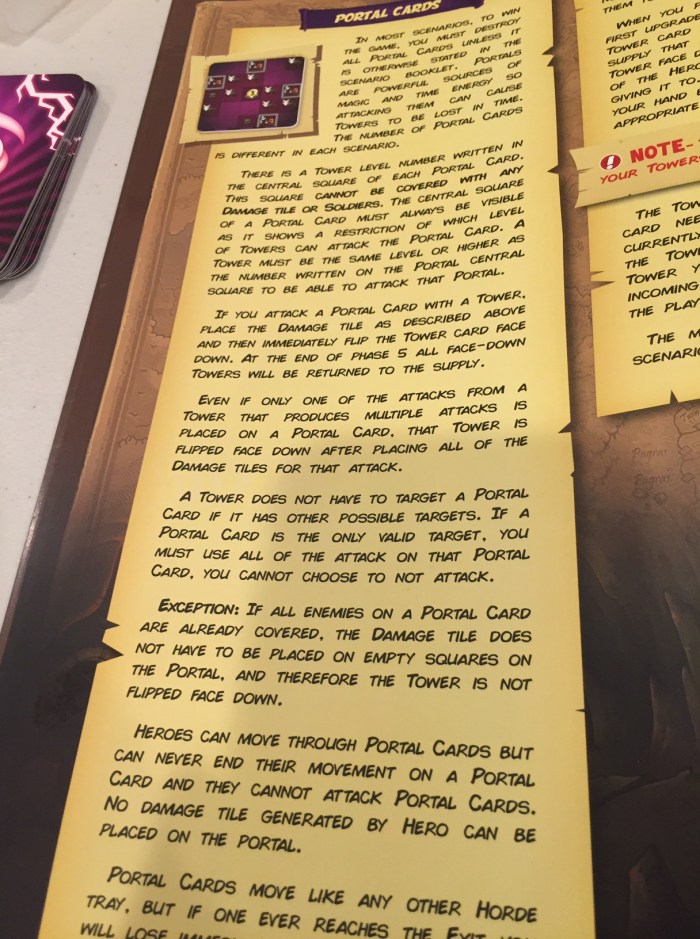 PORTAL CARDS
IN MOST SCENARIOS, TO WIN
THE GAME, YOU MUST DESTROY
ALL PORTAL CARDS UNLESS IT
IS OTHERWISE STATED IN THE
SCENARIO BOOKLET. PORTALS
ARE POWERFUL SOURCES OF
MAGIC AND TIME ENERGY SO
ATTACKING THEM CAN CAUSE
TOWERS TO BE LOST IN TIME.
THE NUMBER OF PORTAL CARDS
IS DIFFERENT IN EACH SCENARIO.
THERE IS A TOWER LEVEL NUMBER WRITTEN IN
THE CENTRAL SQUARE OF EACH PORTAL CARD.
THIS SQUARE CANNOT BE COVERED WITH ANY
DAMAGE TILE OR SOLDIERS. THE CENTRAL SQUARE
OF A PORTAL CARD MUST ALWAYS BE VISIBLE
AS IT SHOWS A RESTRICTION OF WHICH LEVEL
OF TOWERS CAN ATTACK THE PORTAL CARD. A
TOWER MUST BE THE SAME LEVEL OR HIGHER AS
THE NUMBER WRITTEN ON THE PORTAL CENTRAL
SQUARE TO BE ABLE TO ATTACK THAT PORTAL.
IF YOU ATTACK A PORTAL CARD WITH A TOWER,
PLACE THE DAMAGE TILE AS DESCRIBED ABOVE
AND THEN IMMEDIATELY FLIP THE TOWER CARD FACE
DOWN. AT THE END OF PHASE 5 ALL FACE-DOWN
TOWERS WILL BE RETURNED TO THE SUPPLY.
EVEN IF ONLY ONE OF THE ATTACKS FROM A
TOWER THAT PRODUCES MULTIPLE ATTACKS IS
PLACED ON A PORTAL CARD, THAT TOWER IS
FLIPPED FACE DOWN AFTER PLACING ALL OF THE
DAMAGE TILES FOR THAT ATTACK.
A TOWER DOES NOT HAVE TO TARGET A PORTAL
CARD IF IT HAS OTHER POSSIBLE TARGETS. IF A
PORTAL CARD IS THE ONLY VALID TARGET, YOU
MUST USE ALL OF THE ATTACK ON THAT PORTAL
CARD, YOU CANNOT CHOOSE TO NOT ATTACK.
EXCEPTION: IF ALL ENEMIES ON A PORTAL CARD
ARE ALREADY COVERED, THE DAMAGE TILE DOES
NOT HAVE TO BE PLACED ON EMPTY SQUARES ON
THE PORTAL, AND THEREFORE THE TOWER IS NOT
FLIPPED FACE DOWN.
HEROES CAN MOVE THROUGH PORTAL CARDS BUT
CAN NEVER END THEIR MOVEMENT ON A PORTAL
CARD AND THEY CANNOT ATTACK PORTAL CARDS.
NO DAMAGE TILE GENERATED BY HERO CAN BE
PLACED ON THE PORTAL.
PORTAL CARDS MOVE LIKE ANY OTHER HORDE
TRAY, BUT IF ONE EVER REACHES THE EXIT YOU
WILL LOSE
THEM
WHEN YOU
FIRST UPGRADE
TOWER CARD
SUPPLY THAT
TOWER FACE
OF THE HERO
GIVING IT TO
YOUR HAND
APPROPRIATE
NOTE-
YOUR TOWERS
THE TOW
CARD NEE
CURRENTLY
THE TOW
TOWER Y
INCOMING
THE PLAY
THE M
SCENARI